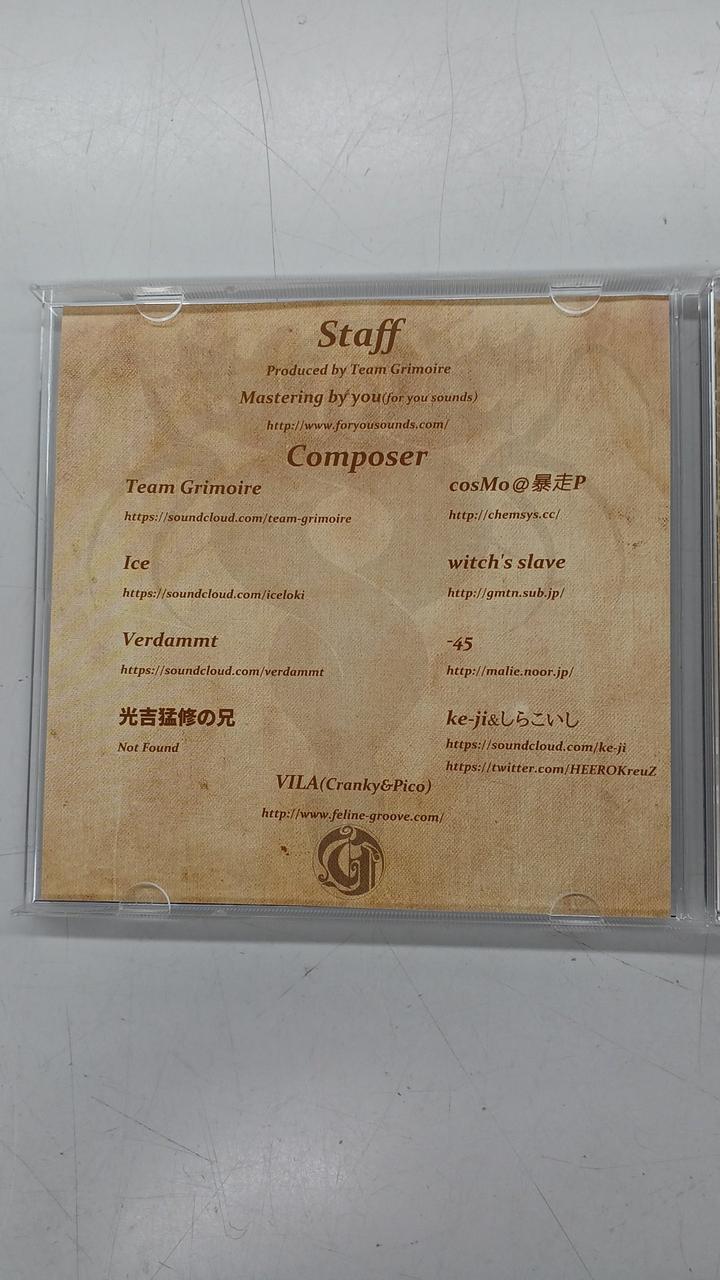 Staff
Produced by Team Grimoire
Mastering by you(for you sounds)
http://www.foryousounds.com/
Composer
Team Grimoire
https://soundcloud.com/team-grimoire
cosMo@暴走P
http://chemsys.cc/
Ice
https://soundcloud.com/iceloki
witch's slave
http://gmtn.sub.jp/
Verdammt
https://soundcloud.com/verdammt
-45
http://malie.noor.jp/
光吉猛修の兄
Not Found
ke-ji&しらこいし
https://soundcloud.com/ke-ji
https://twitter.com/HEEROKreuZ
VILA(Cranky&Pico)
http://www.feline-groove.com/